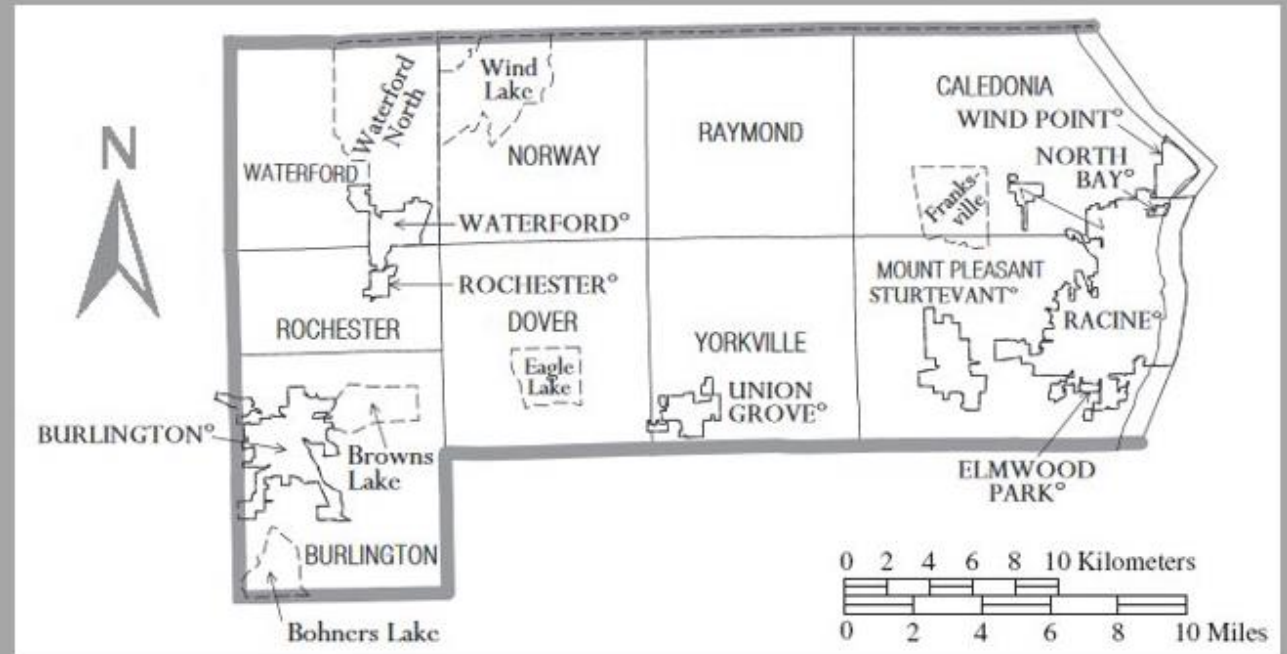 N
Waterford
North
Wind
Lake
WATERFORD
NORWAY
RAYMOND
CALEDONIA
WIND POINT°
NORTH
BAY°
Franks-
ville
WATERFORD°
ROCHESTER°
ROCHESTER
DOVER
Eagle
Lake
YORKVILLE
UNION
GROVE°
MOUNT PLEASANT
STURTEVANT°
RACINE°
BURLINGTON°
Browns
Lake
ELMWOOD
PARK°
BURLINGTON
Bohners Lake
0 2 4 6 8 10 Kilometers
0 2 4 6 8 10 Miles